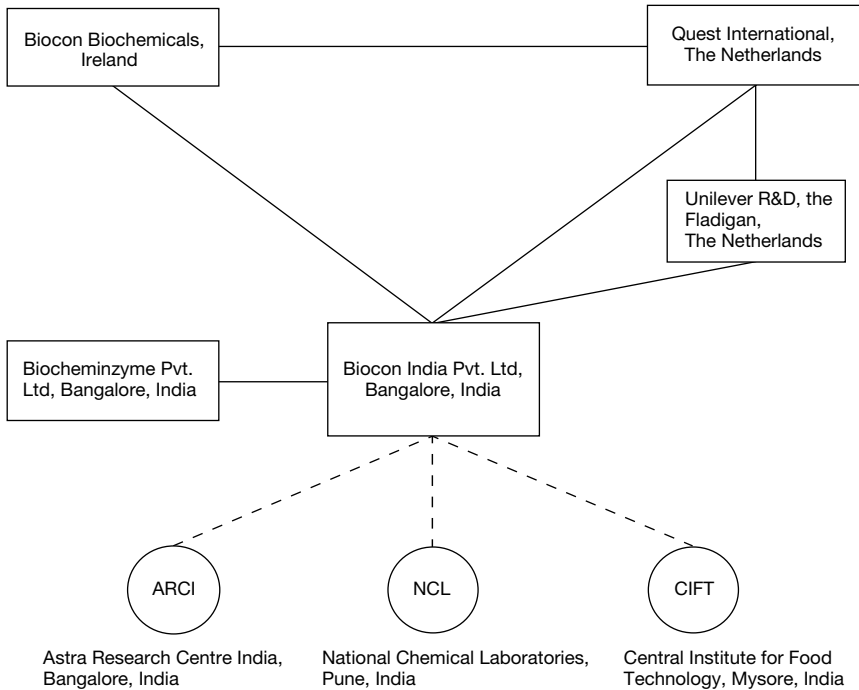 Biocon Biochemicals,
Ireland
Quest International,
The Netherlands
Unilever R&D, the
Fladigan,
The Netherlands
Biocheminzyme Pvt.
Ltd, Bangalore, India
Biocon India Pvt. Ltd,
Bangalore, India
ARCI
NCL
CIFT
Astra Research Centre India,
Bangalore, India
National Chemical Laboratories,
Pune, India
Central Institute for Food
Technology, Mysore, India